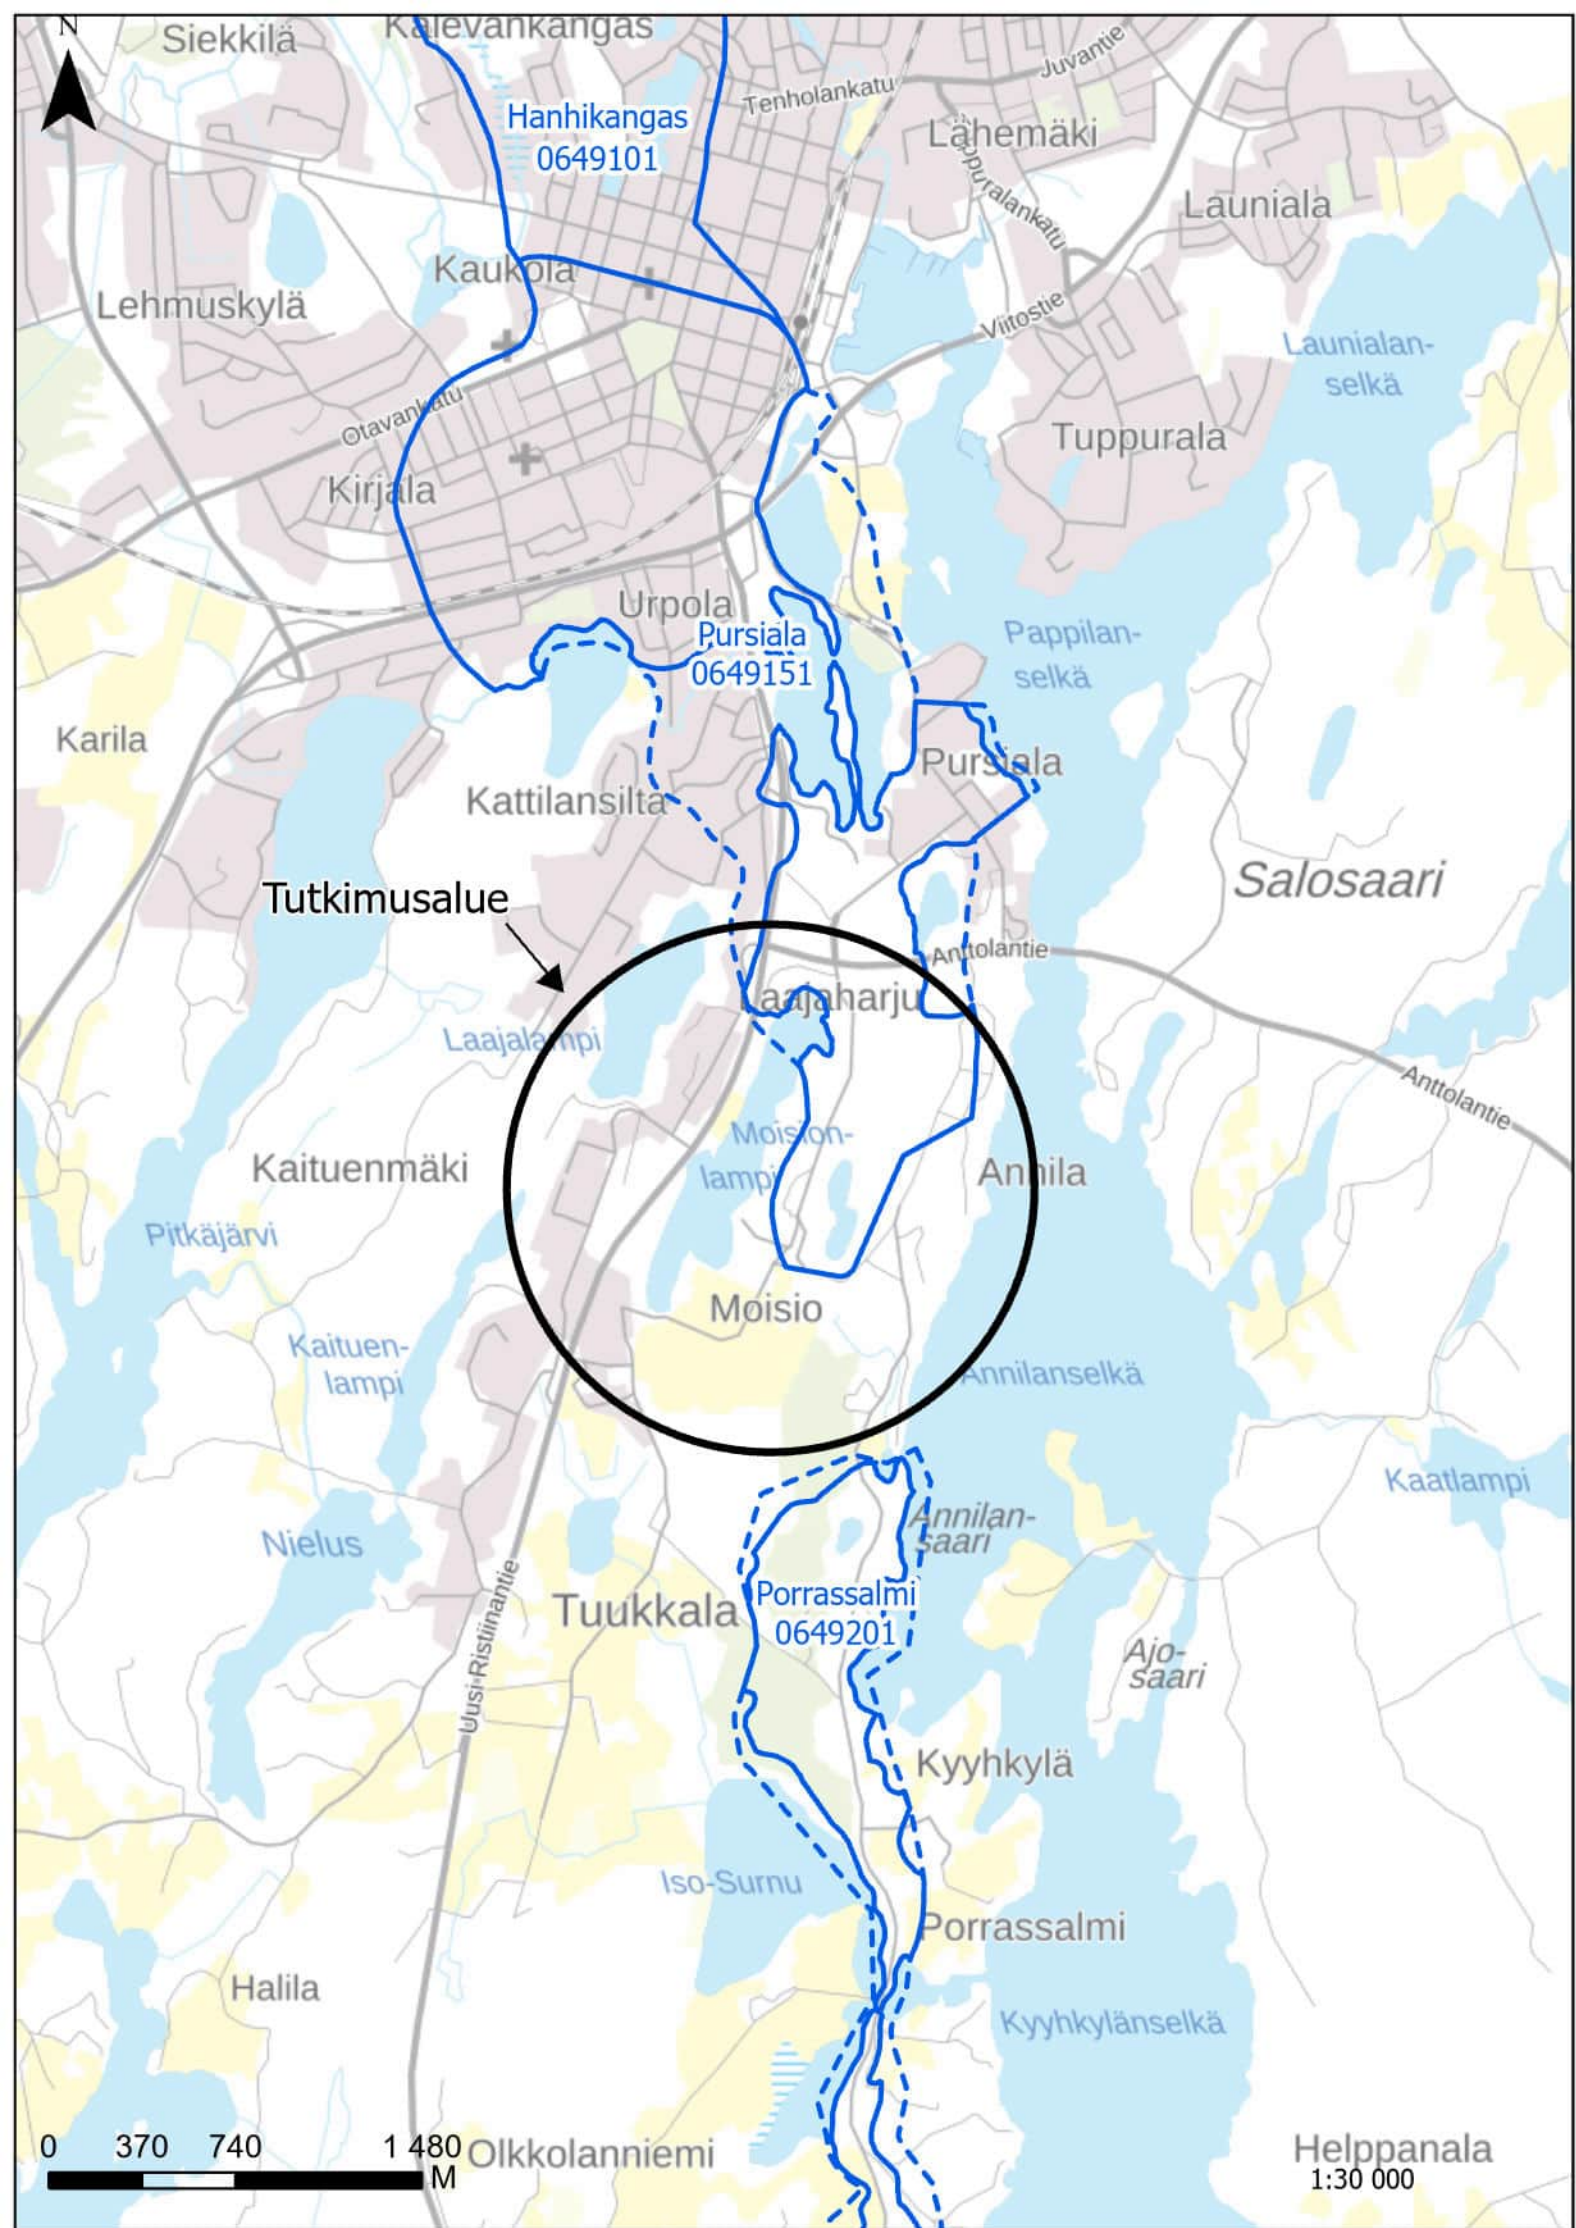 N
Siekkilä
Kalevankangas
Juvantie
Tenholankatu
Hanhikangas
0649101
Lähemäki
Launiala
Kaukola
Lehmuskylä
Viitostie
Launialan-
selkä
Otavankatu
Tuppurala
Kirjala
Urpola
Pursiala
0649151
Pappilan-
selkä
Karila
Pursiala
Kattilansilta
Salosaari
Tutkimusalue
Anttolantie
Laajaharju
Laajalampi
Anttolantie
Moision-
lampi
Kaituenmäki
Annila
Pitkäjärvi
Moisio
Kaituen-
lampi
Annilanselkä
Kaatlampi
Annilan-
saari
Nielus
Porrassalmi
0649201
Tuukkala
Uusi-Ristiinantie
Ajo-
saari
Kyyhkylä
Iso-Surnu
Porrassalmi
Halila
Kyyhkylänselkä
0 370 740 1 480
M
Olkkolanniemi
Helppanala
1:30 000